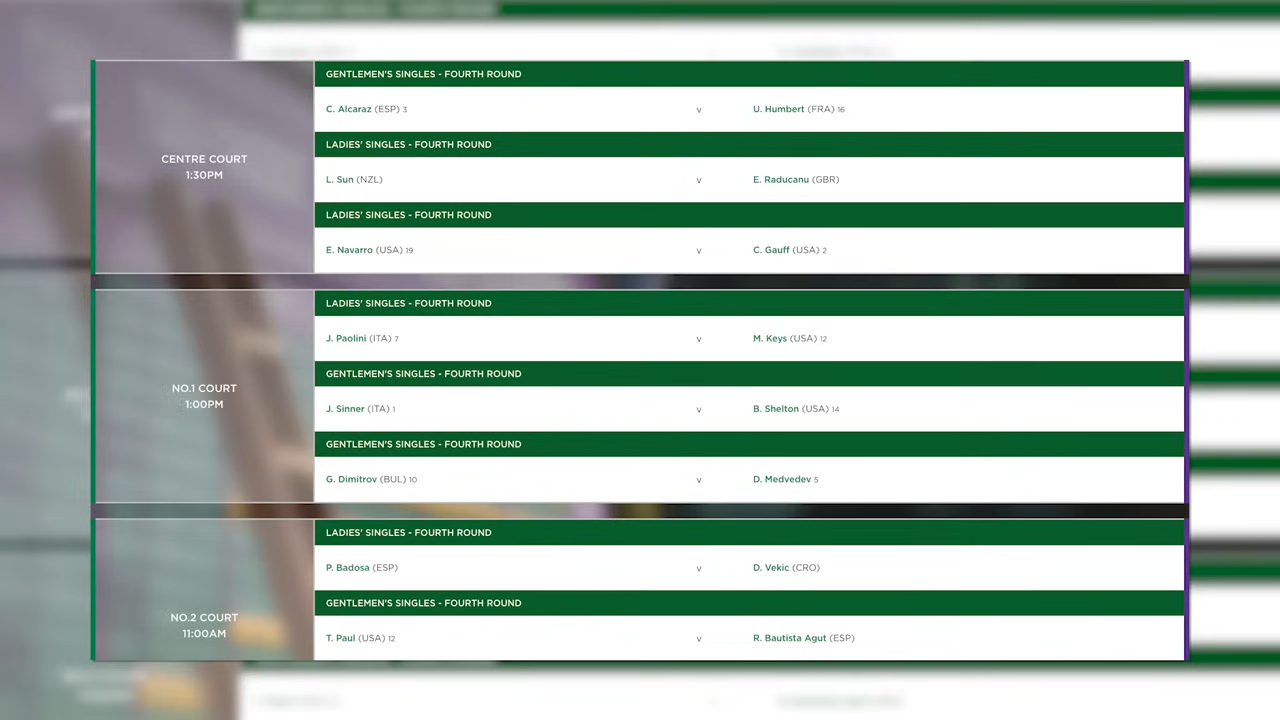 GENTLEMEN'S SINGLES - FOURTH ROUND
C. Alcaraz (ESP) 3 v U. Humbert (FRA) 16
LADIES' SINGLES - FOURTH ROUND
CENTRE COURT
1:30PM
L. Sun (NZL) v E. Raducanu (GBR)
LADIES' SINGLES - FOURTH ROUND
E. Navarro (USA) 19 v C. Gauff (USA) 2
LADIES' SINGLES - FOURTH ROUND
J. Paolini (ITA) 7 v M. Keys (USA) 12
GENTLEMEN'S SINGLES - FOURTH ROUND
NO.1 COURT
1:00PM
J. Sinner (ITA) 1 v B. Shelton (USA) 14
GENTLEMEN'S SINGLES - FOURTH ROUND
G. Dimitrov (BUL) 10 v D. Medvedev 5
LADIES' SINGLES - FOURTH ROUND
P. Badosa (ESP) v D. Vekic (CRO)
GENTLEMEN'S SINGLES - FOURTH ROUND
NO.2 COURT
11:00AM
T. Paul (USA) 12 v R. Bautista Agut (ESP)